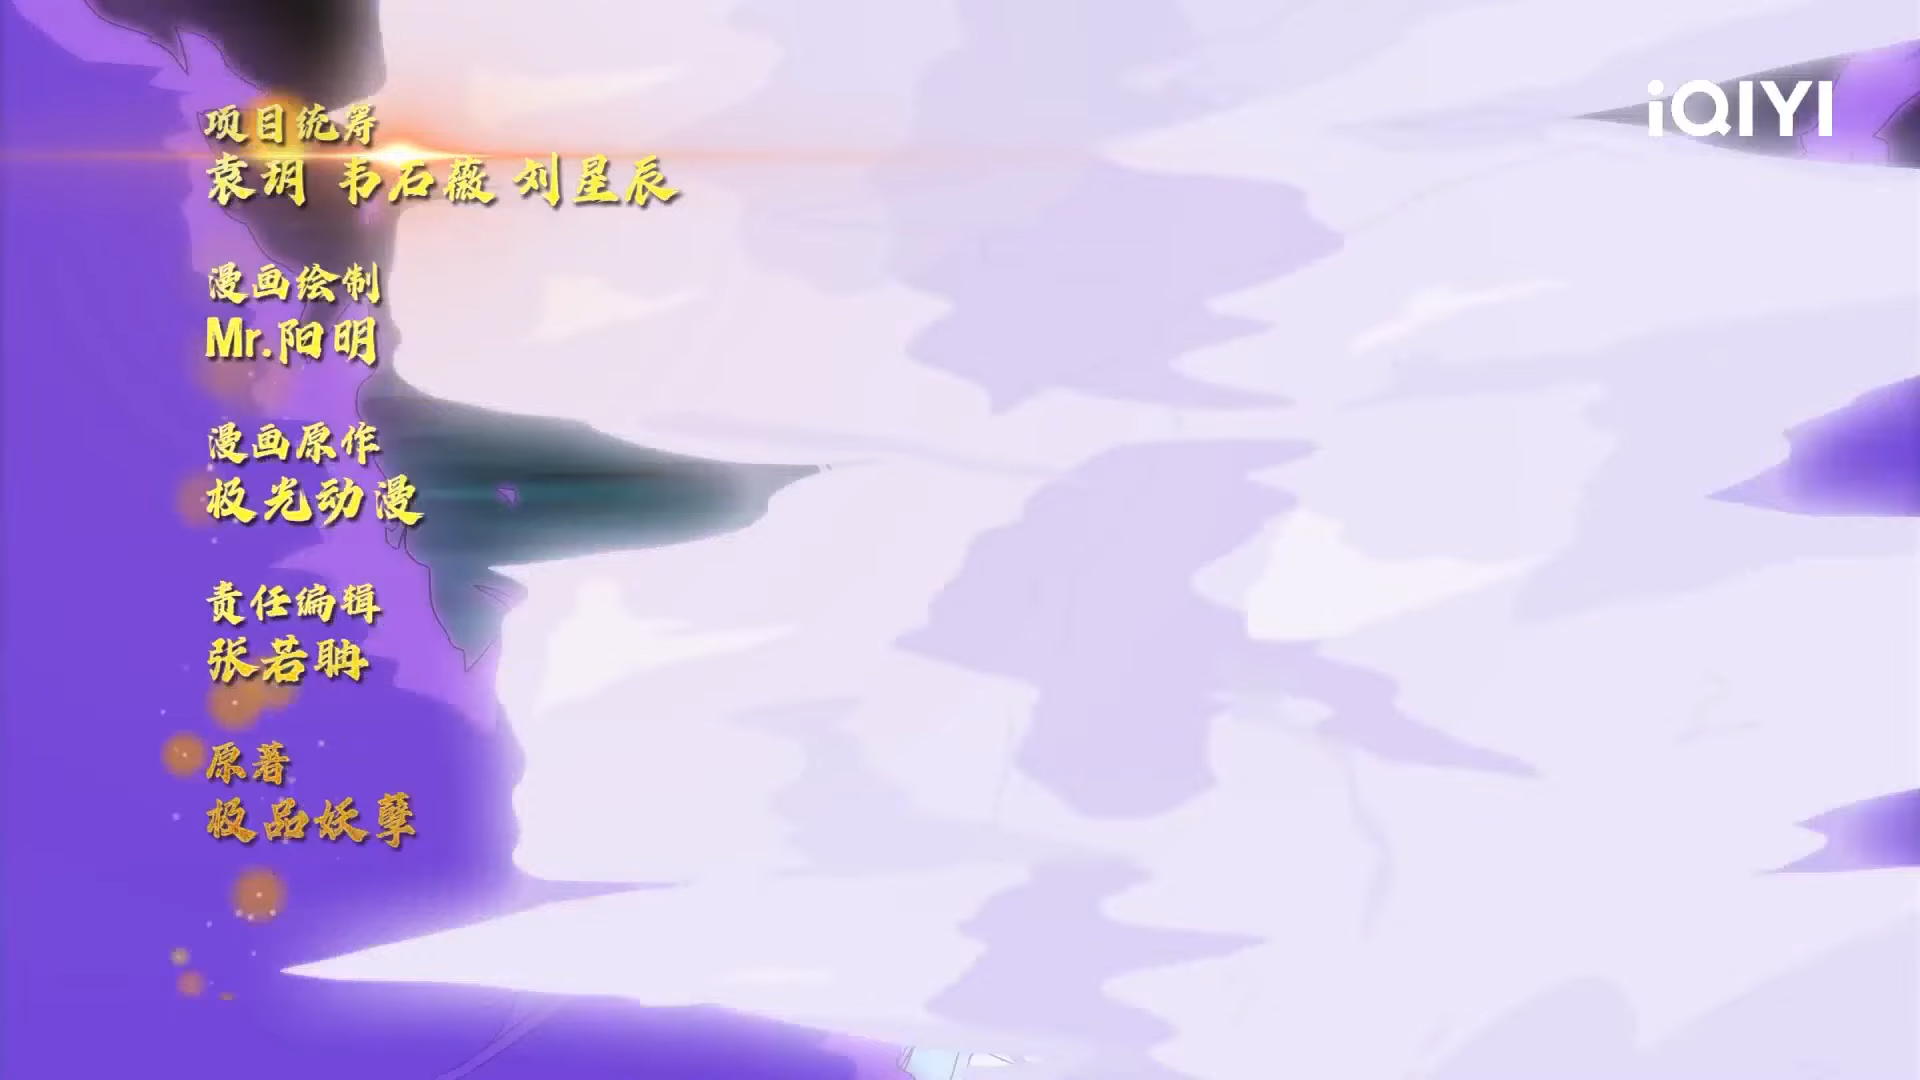 iQIYI
项目统筹
袁玥 韦石薇 刘星辰
漫画绘制
Mr.阳明
漫画原作
极光动漫
责任编辑
张若聃
原著
极品妖孽